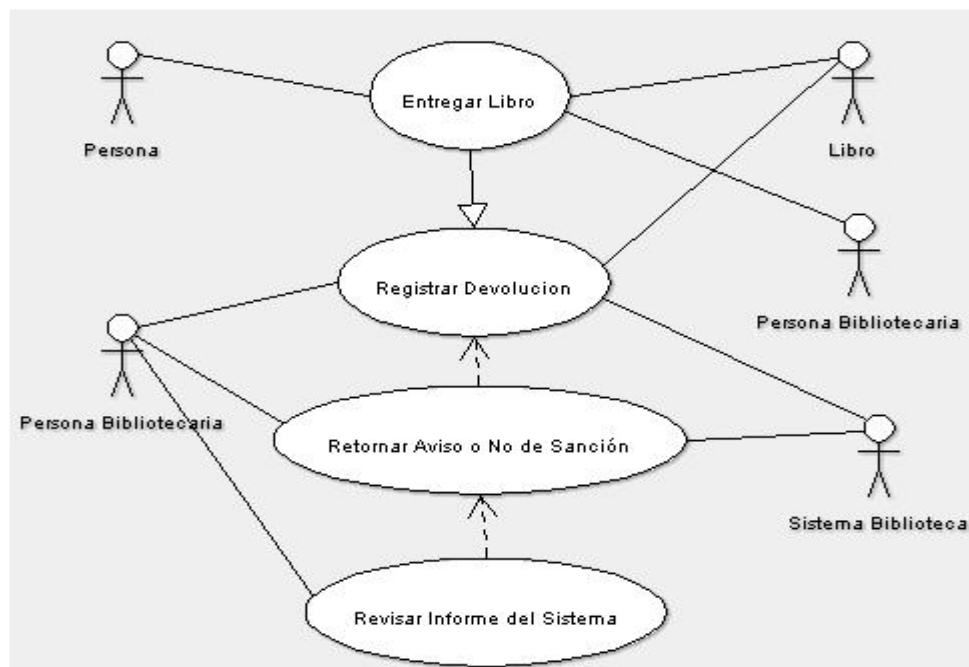 Entregar Libro
Persona
Libro
Registrar Devolucion
Persona Bibliotecaria
Persona Bibliotecaria
Retornar Aviso o No de Sanción
Sistema Biblioteca
Revisar Informe del Sistema